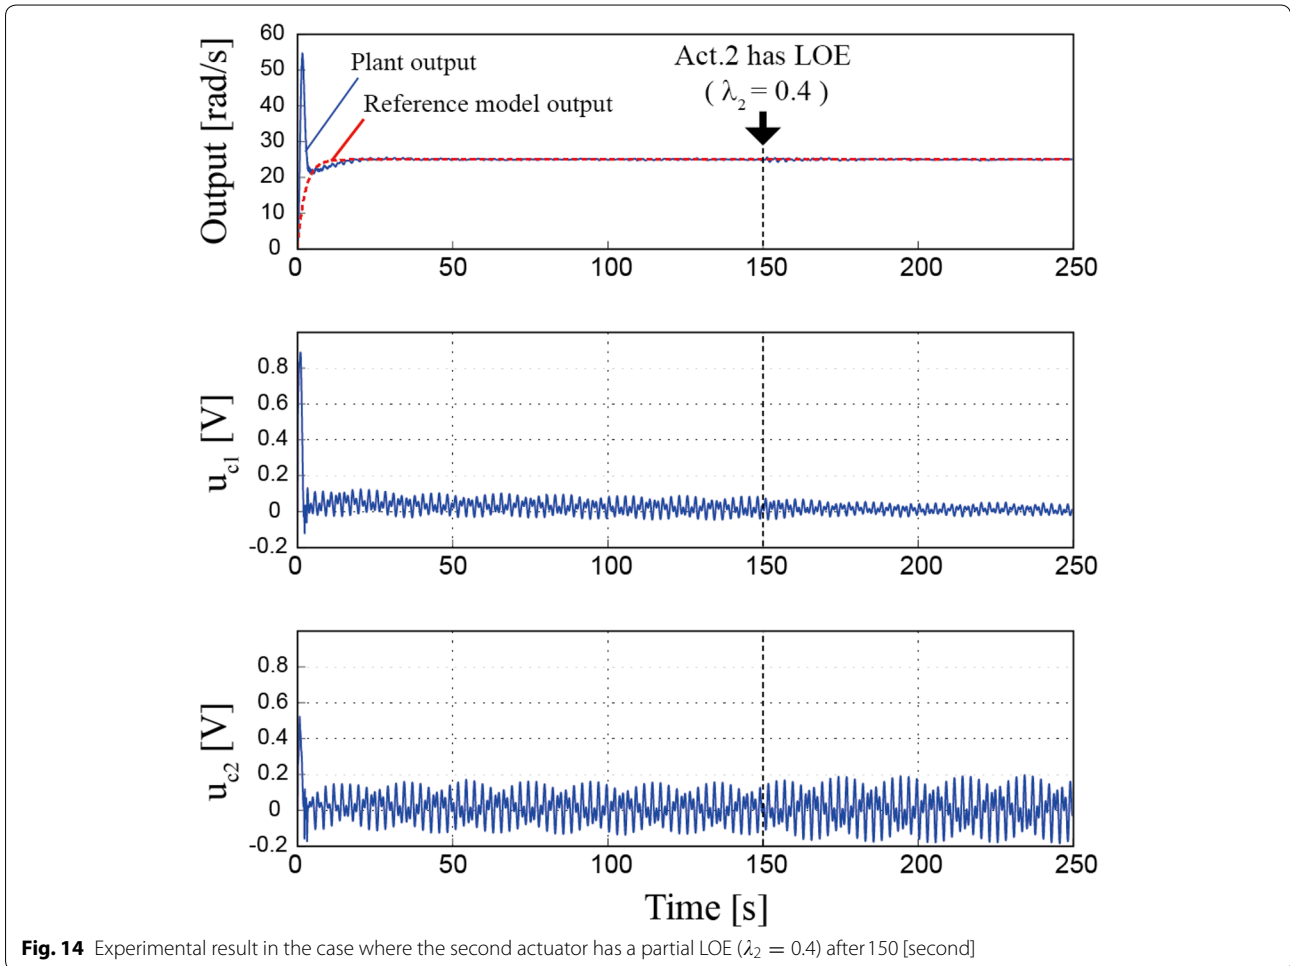 60
50
40
30
20
10
0
Output [rad/s]
Plant output
Reference model output
Act.2 has LOE
( λ2 = 0.4 )
0 50 100 150 200 250
0.8
0.6
0.4
0.2
0
-0.2
uc1 [V]
0 50 100 150 200 250
0.8
0.6
0.4
0.2
0
-0.2
uc2 [V]
0 50 100 150 200 250
Time [s]
Fig. 14 Experimental result in the case where the second actuator has a partial LOE (λ2 = 0.4) after 150 [second]